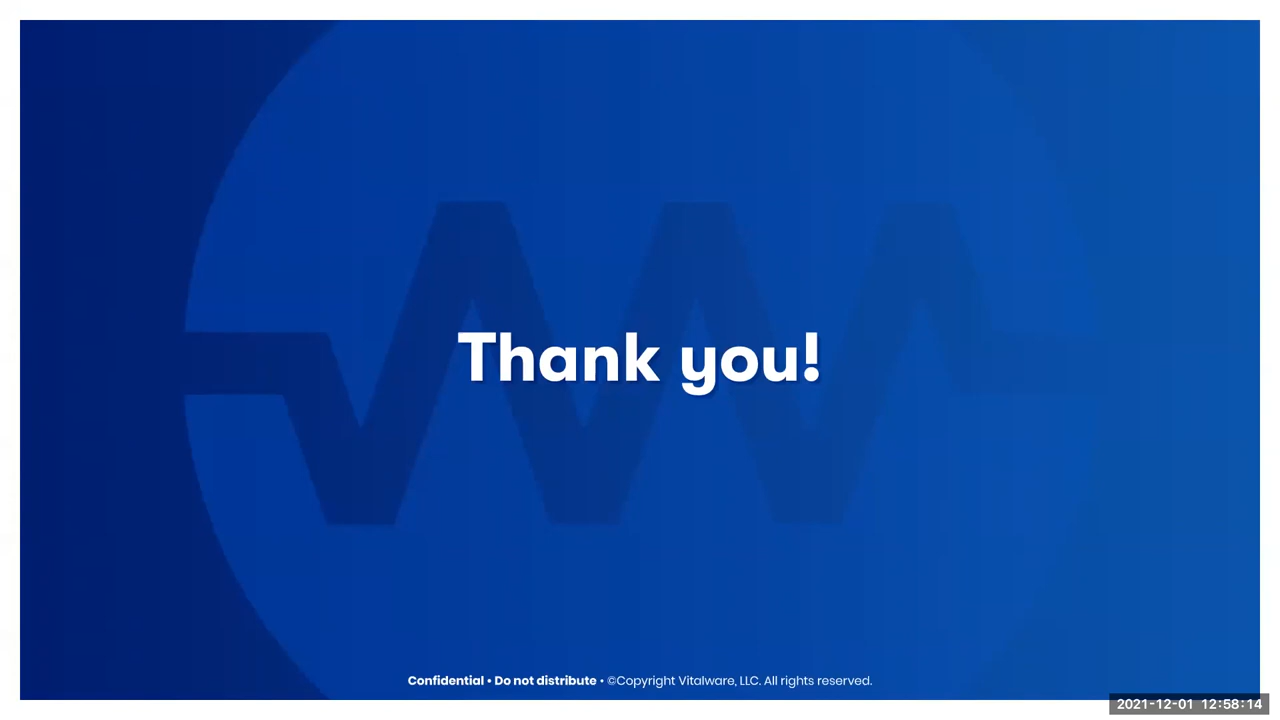 Thank you!
Confidential • Do not distribute • ©Copyright Vitalware, LLC. All rights reserved.
2021-12-01 12:58:14